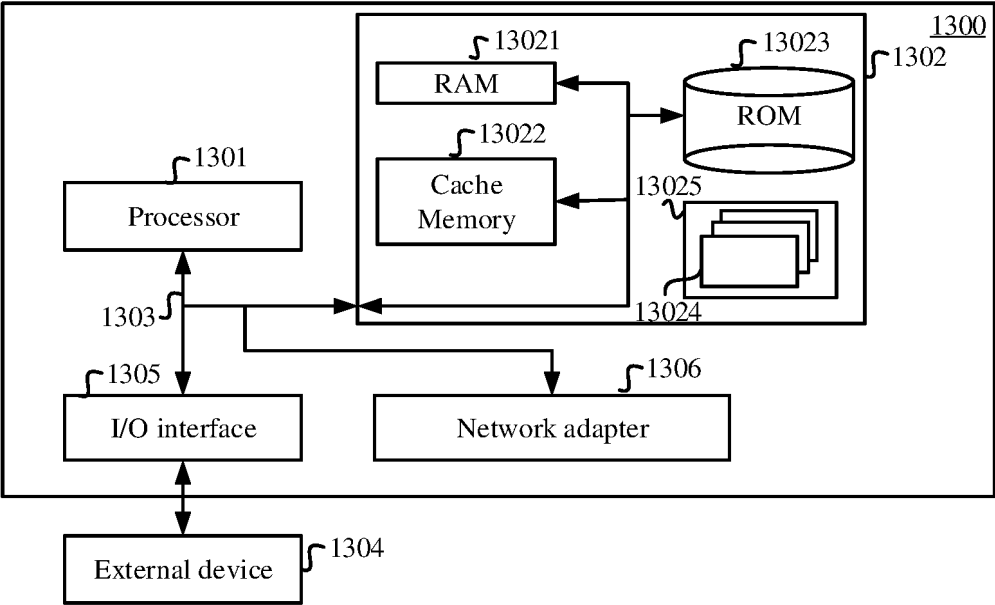 1300
13021
13023
1302
RAM
ROM
13022
1301
Cache
Memory
13025
Processor
13024
1303
1305
1306
I/O interface
Network adapter
1304
External device